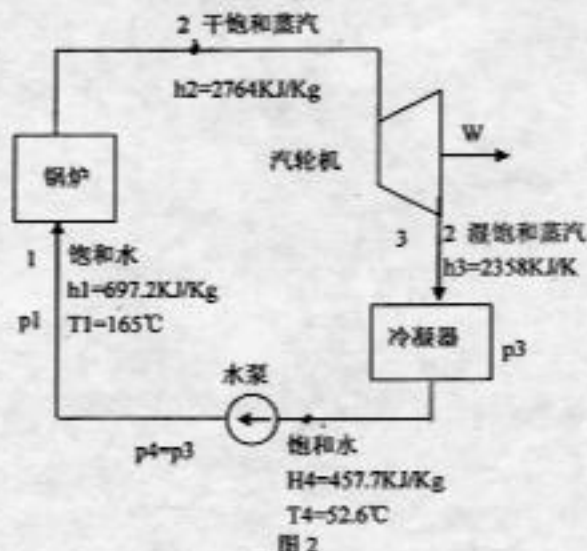 2 干饱和蒸汽
h2=2764KJ/Kg
锅炉
汽轮机
W
1
饱和水
h1=697.2KJ/Kg
p1
T1=165℃
3
2 湿饱和蒸汽
h3=2358KJ/K
冷凝器
p3
水泵
p4=p3
饱和水
H4=457.7KJ/Kg
T4=52.6℃
图 2